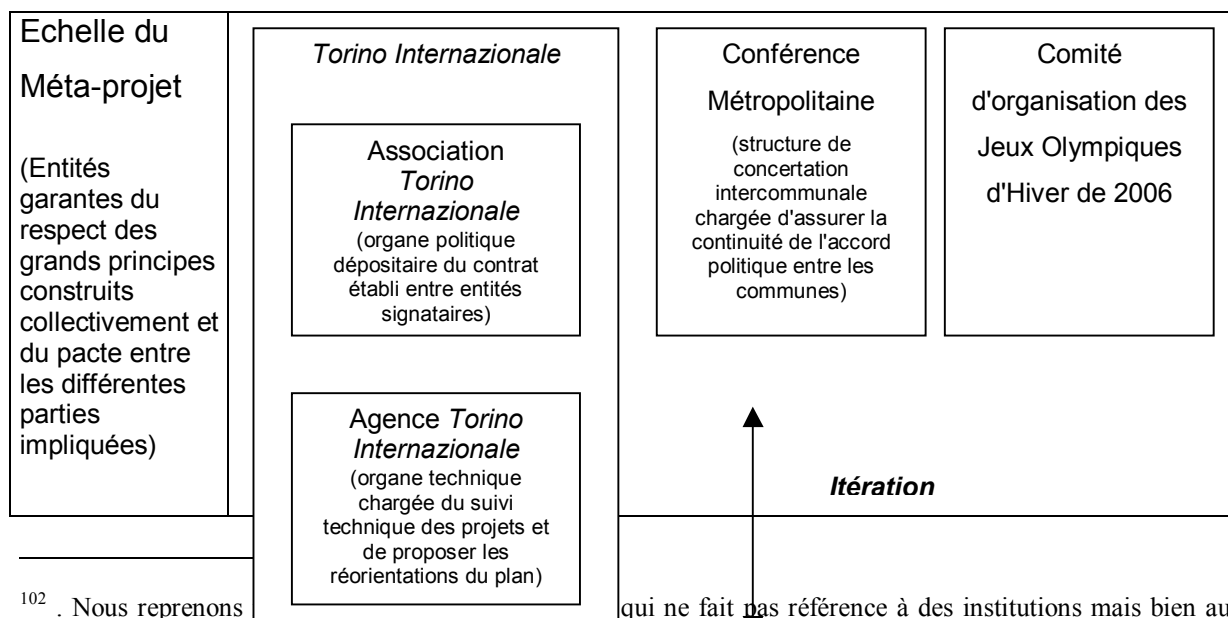 Echelle du
Méta-projet
(Entités
garantes du
respect des
grands principes
construits
collectivement et
du pacte entre
les différentes
parties
impliquées)
Torino Internazionale
Association
Torino
Internazionale
(organe politique
dépositaire du contrat
établi entre entités
signataires)
Agence Torino
Internazionale
(organe technique
chargée du suivi
technique des projets et
de proposer les
réorientations du plan)
Conférence
Métropolitaine
(structure de
concertation
intercommunale
chargée d'assurer la
continuité de l'accord
politique entre les
communes)
Comité
d'organisation des
Jeux Olympiques
d'Hiver de 2006
Itération
102 . Nous reprenons qui ne fait pas référence à des institutions mais bien au